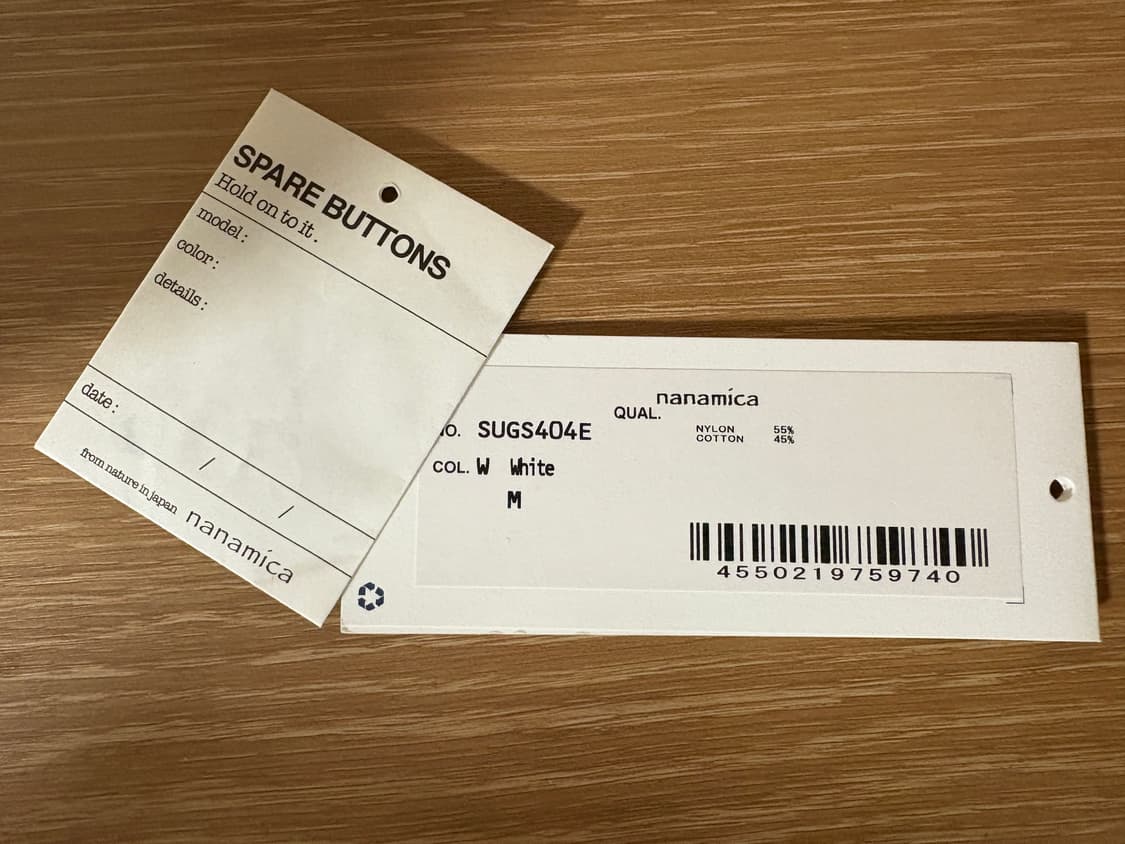 SPARE BUTTONS
Hold on to it.
model:
color:
details:
date:
/ /
from nature in japan nanamica
nanamica
QUAL.
NYLON 55%
COTTON 45%
O. SUGS404E
COL. W White
M
4550219759740